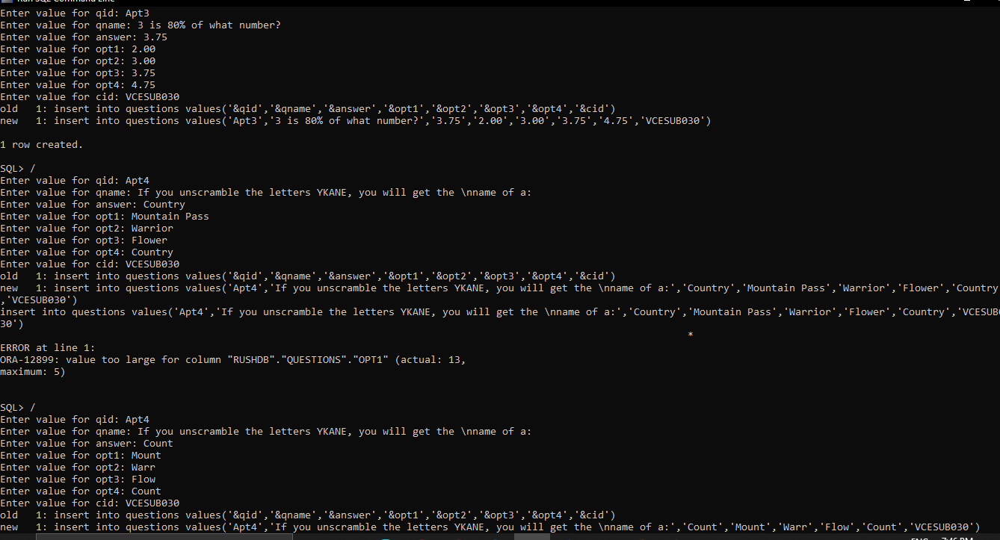 Run SQL Command Line
Enter value for qid: Apt3
Enter value for qname: 3 is 80% of what number?
Enter value for answer: 3.75
Enter value for opt1: 2.00
Enter value for opt2: 3.00
Enter value for opt3: 3.75
Enter value for opt4: 4.75
Enter value for cid: VCESUB030
old   1: insert into questions values('&qid','&qname','&answer','&opt1','&opt2','&opt3','&opt4','&cid')
new   1: insert into questions values('Apt3','3 is 80% of what number?','3.75','2.00','3.00','3.75','4.75','VCESUB030')
1 row created.
SQL> /
Enter value for qid: Apt4
Enter value for qname: If you unscramble the letters YKANE, you will get the \nname of a:
Enter value for answer: Country
Enter value for opt1: Mountain Pass
Enter value for opt2: Warrior
Enter value for opt3: Flower
Enter value for opt4: Country
Enter value for cid: VCESUB030
old   1: insert into questions values('&qid','&qname','&answer','&opt1','&opt2','&opt3','&opt4','&cid')
new   1: insert into questions values('Apt4','If you unscramble the letters YKANE, you will get the \nname of a:','Country','Mountain Pass','Warrior','Flower','Country
,'VCESUB030')
insert into questions values('Apt4','If you unscramble the letters YKANE, you will get the \nname of a:','Country','Mountain Pass','Warrior','Flower','Country','VCESUB0
30')
*
ERROR at line 1:
ORA-12899: value too large for column "RUSHDB"."QUESTIONS"."OPT1" (actual: 13,
maximum: 5)
SQL> /
Enter value for qid: Apt4
Enter value for qname: If you unscramble the letters YKANE, you will get the \nname of a:
Enter value for answer: Count
Enter value for opt1: Mount
Enter value for opt2: Warr
Enter value for opt3: Flow
Enter value for opt4: Count
Enter value for cid: VCESUB030
old   1: insert into questions values('&qid','&qname','&answer','&opt1','&opt2','&opt3','&opt4','&cid')
new   1: insert into questions values('Apt4','If you unscramble the letters YKANE, you will get the \nname of a:','Count','Mount','Warr','Flow','Count','VCESUB030')
ENG 7:46 PM